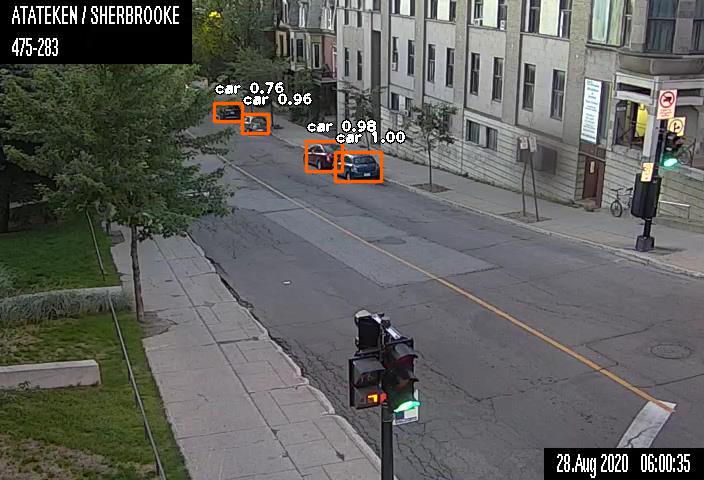 ATATEKEN / SHERBROOKE
475-283
car 0.76
car 0.96
car 0.98
car 1.00
28.Aug 2020 06:00:35